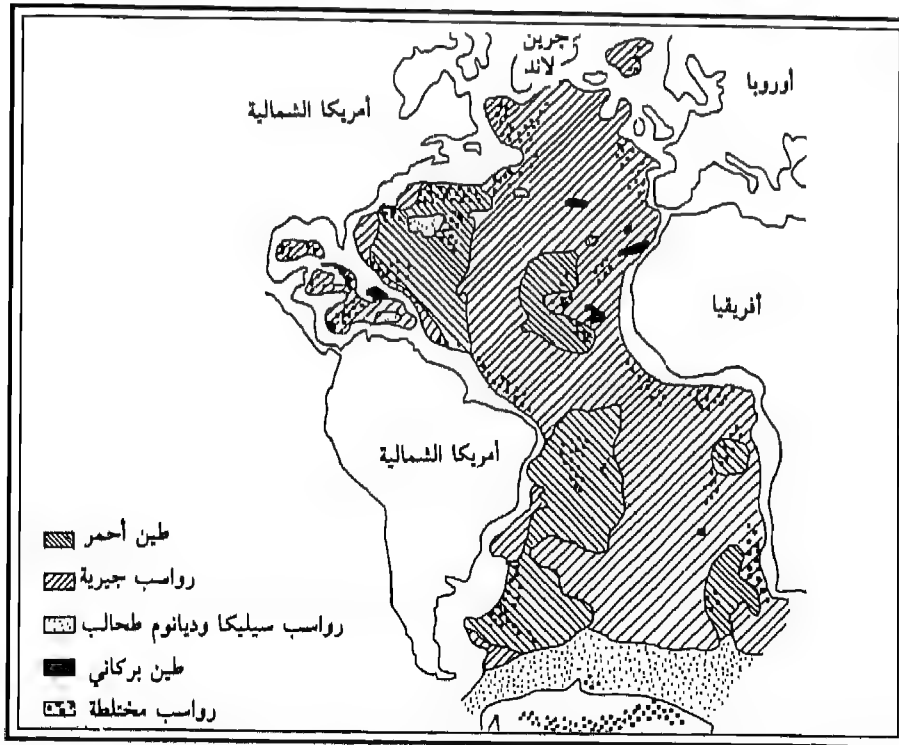 جرين
لاند
أوروبا
أمريكا الشمالية
أفريقيا
أمريكا الشمالية
طين أحمر
رواسب جيرية
رواسب سيليكا وديانوم طحالب
طين بركاني
رواسب مختلطة